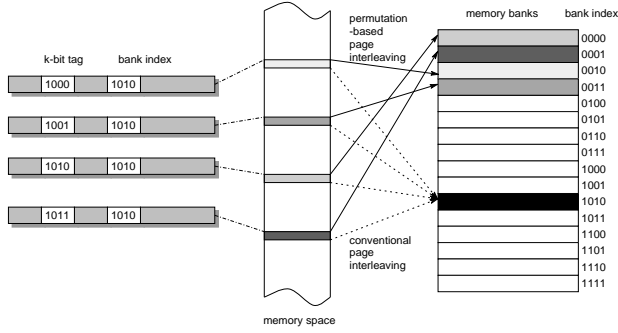 permutation
-based
page
interleaving
memory banks
bank index
k-bit tag
bank index
1000
1010
1001
1010
1010
1010
1011
1010
0000
0001
0010
0011
0100
0101
0110
0111
1000
1001
1010
1011
1100
1101
1110
1111
conventional
page
interleaving
memory space